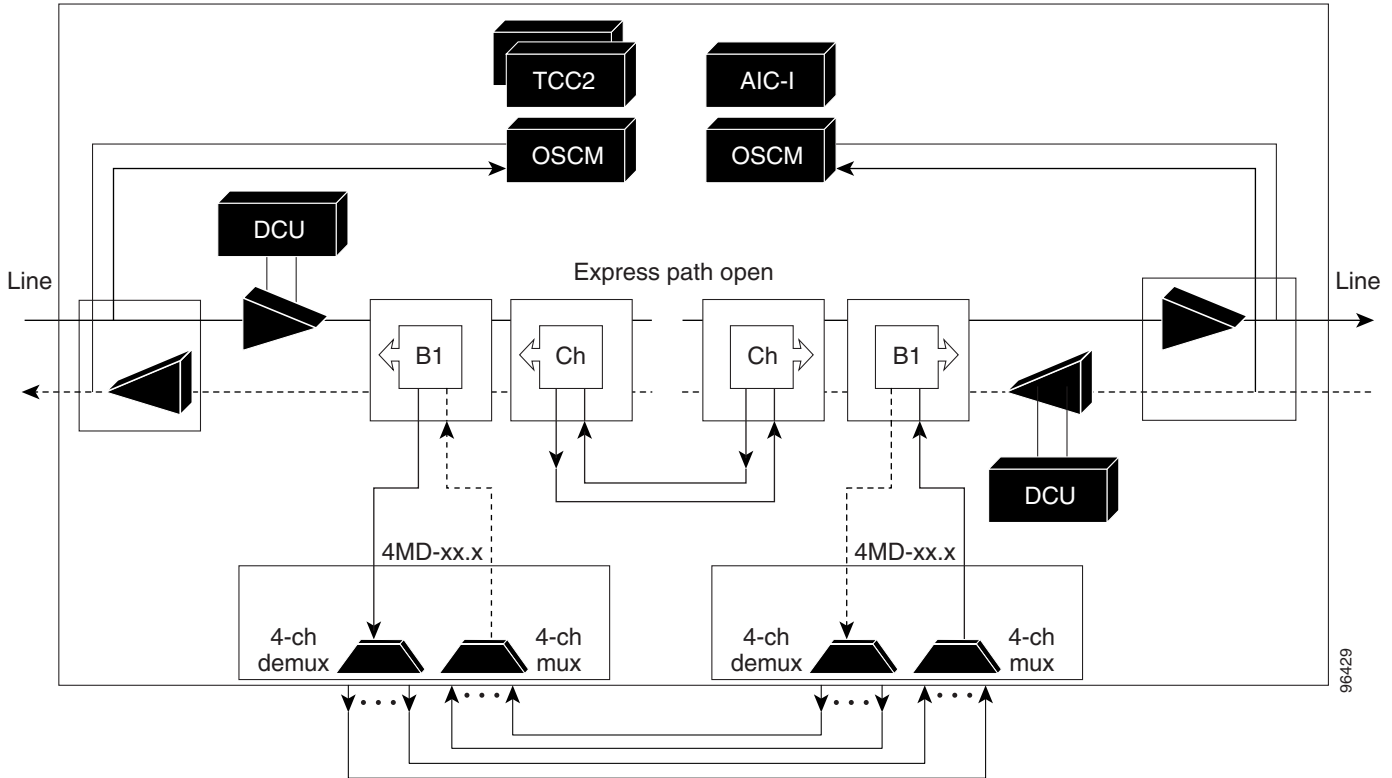 TCC2
AIC-I
OSCM
OSCM
DCU
Line
Express path open
Line
B1
Ch
Ch
B1
DCU
4MD-xx.x
4MD-xx.x
4-ch
demux
4-ch
mux
4-ch
demux
4-ch
mux
96429